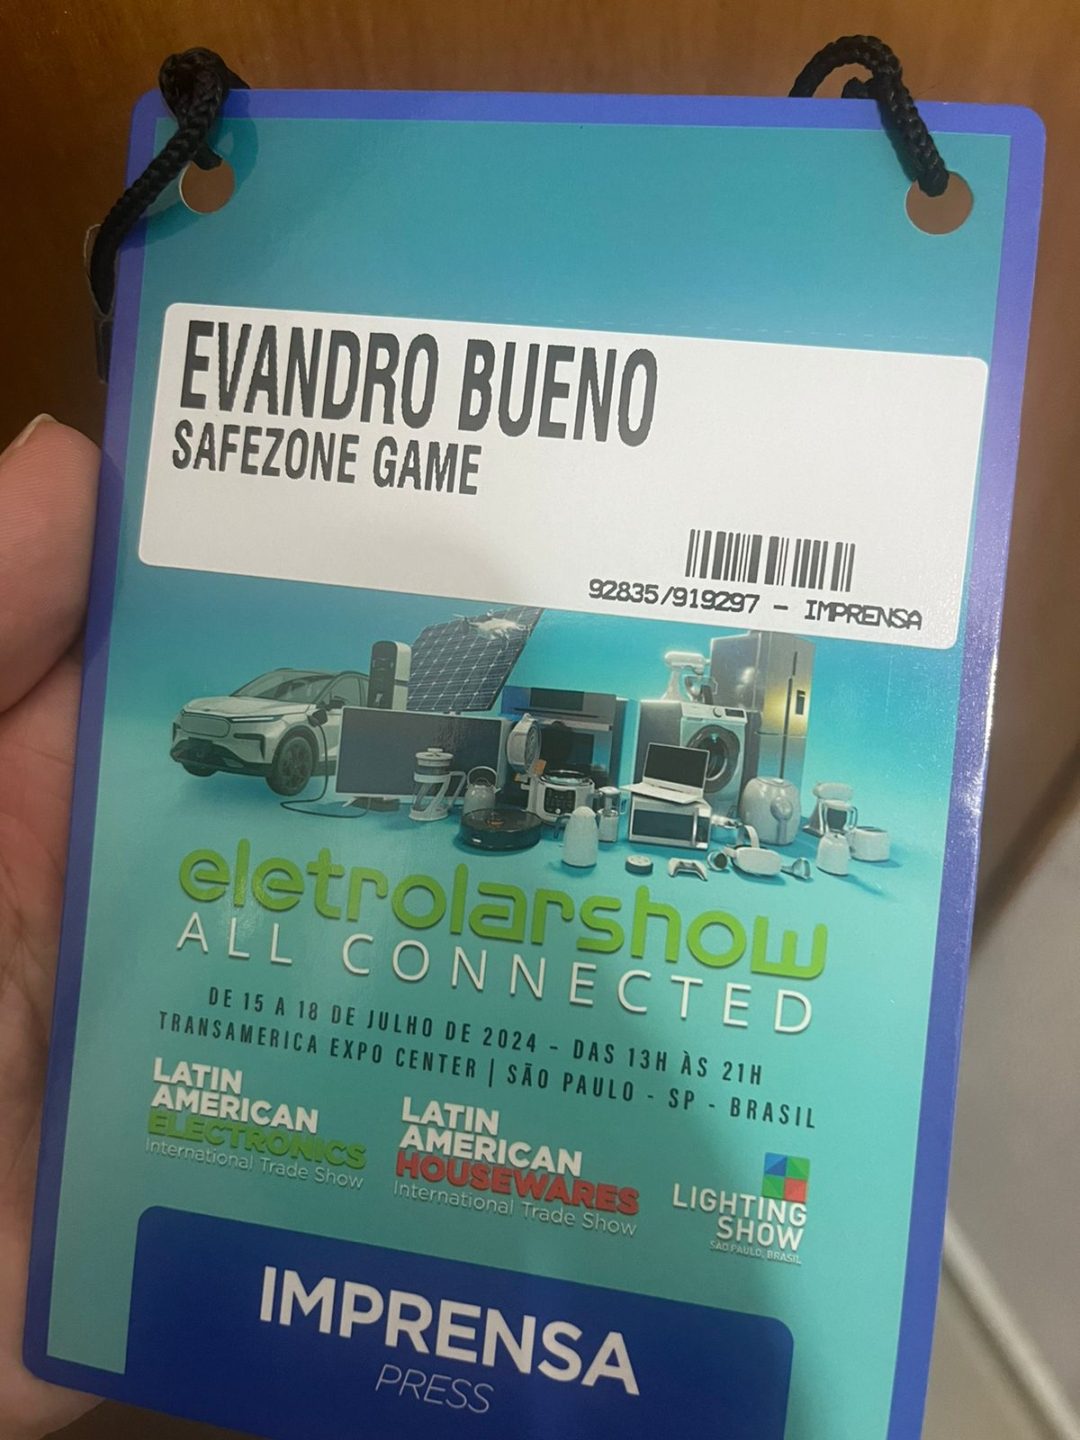 EVANDRO BUENO
SAFEZONE GAME
92835/919297 - IMPRENSA
eletrolarshow
ALL CONNECTED
DE 15 A 18 DE JULHO DE 2024 - DAS 13H ÀS 21H
TRANSAMERICA EXPO CENTER | SÃO PAULO - SP - BRASIL
LATIN
AMERICAN
ELECTRONICS
International Trade Show
LATIN
AMERICAN
HOUSEWARES
International Trade Show
LIGHTING
SHOW
SÃO PAULO, BRASIL
IMPRENSA
PRESS